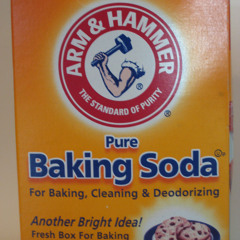 ARM & HAMMER
THE STANDARD OF PURITY
®
Pure
Baking Soda
For Baking, Cleaning & Deodorizing
Another Bright Idea!
Fresh Box For Baking